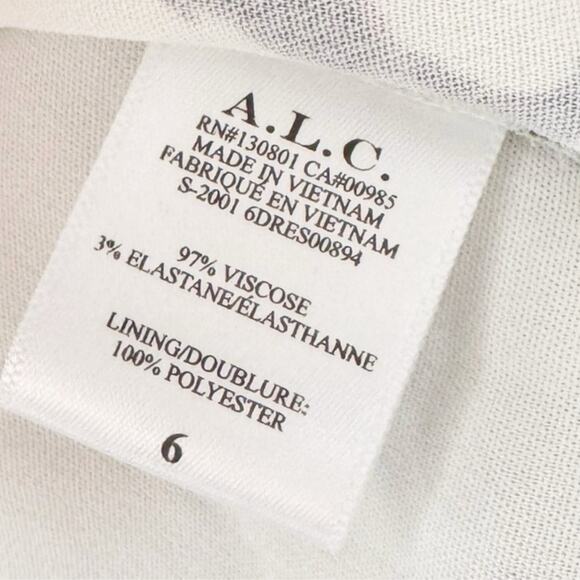 A.L.C.
RN#130801 CA#00985
MADE IN VIETNAM
FABRIQUÉ EN VIETNAM
S-2001 6DRES00894
97% VISCOSE
3% ELASTANE/ÉLASTHANNE
LINING/DOUBLURE:
100% POLYESTER
6